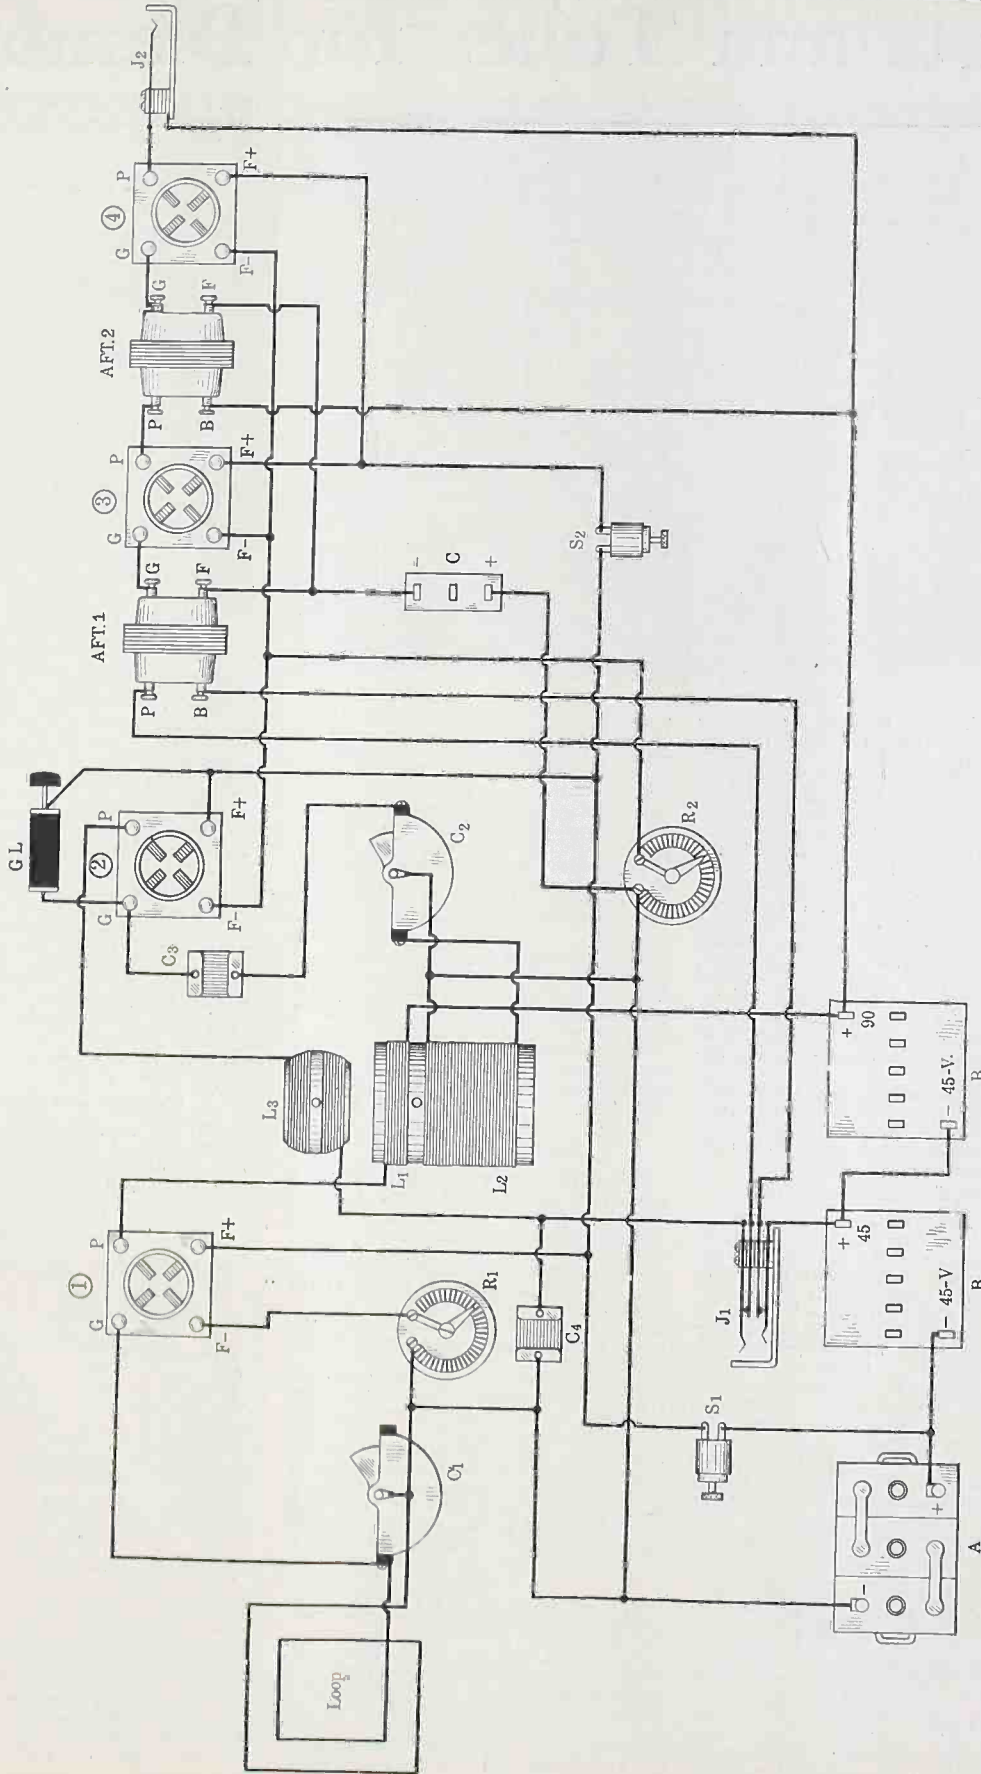 Loop
C1
1
G
P
F-
F+
R1
C4
L3
L1
L2
GL
2
G
P
F-
F+
C3
C2
R2
AFT.1
P
G
B
F
3
G
P
F-
F+
AFT.2
P
G
B
F
4
G
P
F-
F+
J2
- C +
S2
S1
J1
A
- +
B
- 45-V
+ 45
B
- 45-V.
+ 90